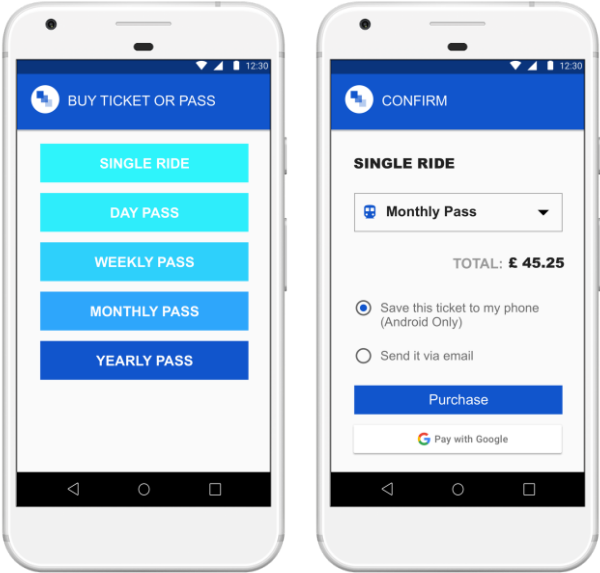 12:30
BUY TICKET OR PASS
SINGLE RIDE
DAY PASS
WEEKLY PASS
MONTHLY PASS
YEARLY PASS
12:30
CONFIRM
SINGLE RIDE
Monthly Pass
TOTAL: £ 45.25
Save this ticket to my phone
(Android Only)
Send it via email
Purchase
G Pay with Google